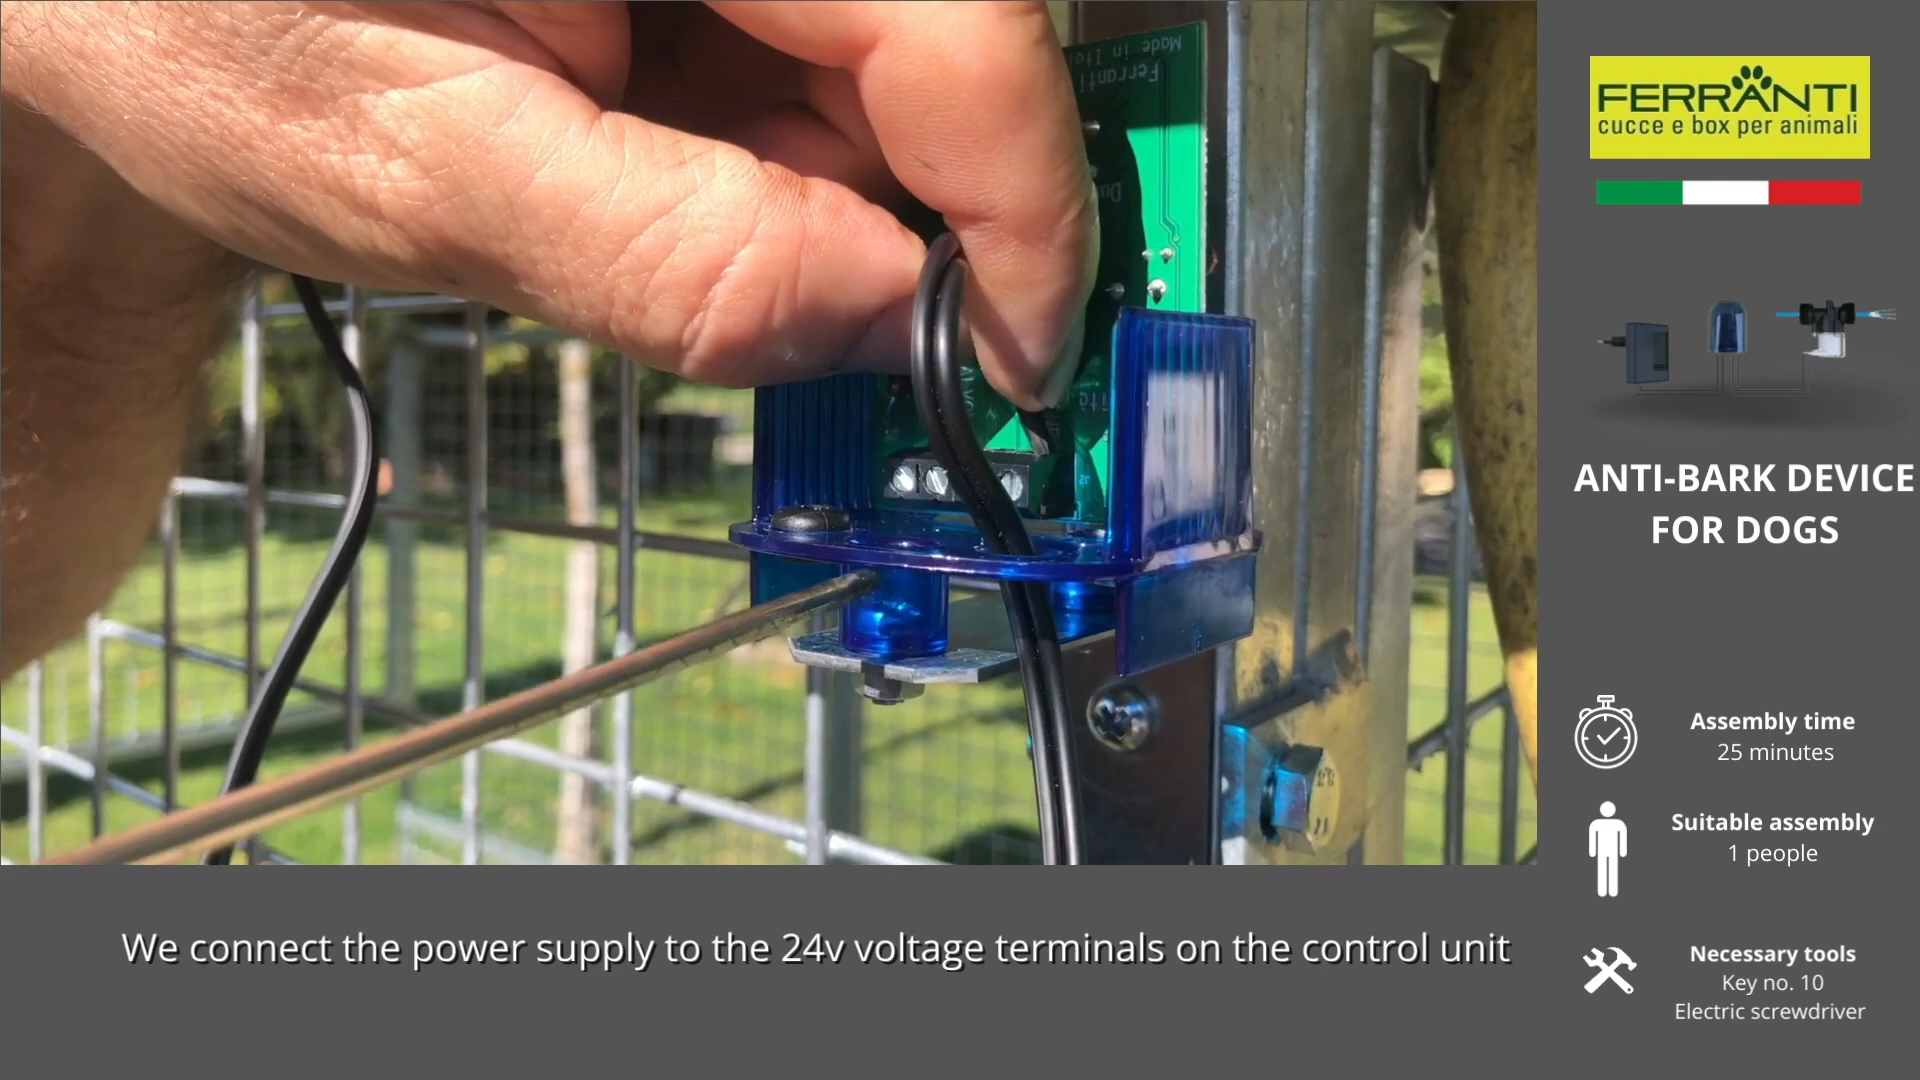 Made in Ital
Ferranti
FERRANTI
cucce e box per animali
ANTI-BARK DEVICE
FOR DOGS
Assembly time
25 minutes
Suitable assembly
1 people
Necessary tools
Key no. 10
Electric screwdriver
We connect the power supply to the 24v voltage terminals on the control unit